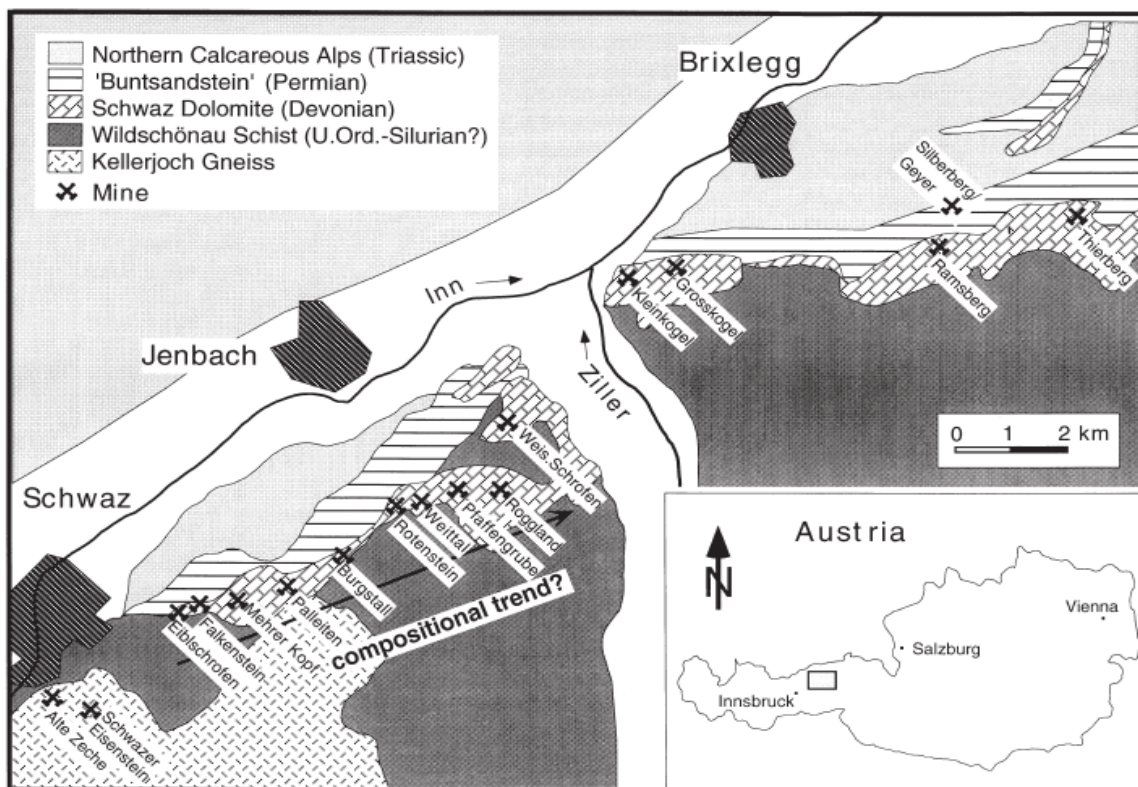 Northern Calcareous Alps (Triassic)
'Buntsandstein' (Permian)
Schwaz Dolomite (Devonian)
Wildschönau Schist (U.Ord.-Silurian?)
Kellerjoch Gneiss
Mine
Brixlegg
Silberberg/
Geyer
Thierberg
Ramsberg
Grosskogel
Kleinkogel
Inn
Ziller
Jenbach
0 1 2 km
Schwaz
Weis.Schrofen
Roggland
Pfaffengrube
Weittal
Rotenstein
Burgstall
compositional trend?
Palleiten
Mehrer Kopf
Falkenstein
Eiblschrofen
Schwazer
Eisenstein
Alte Zeche
N
Austria
Vienna
Salzburg
Innsbruck